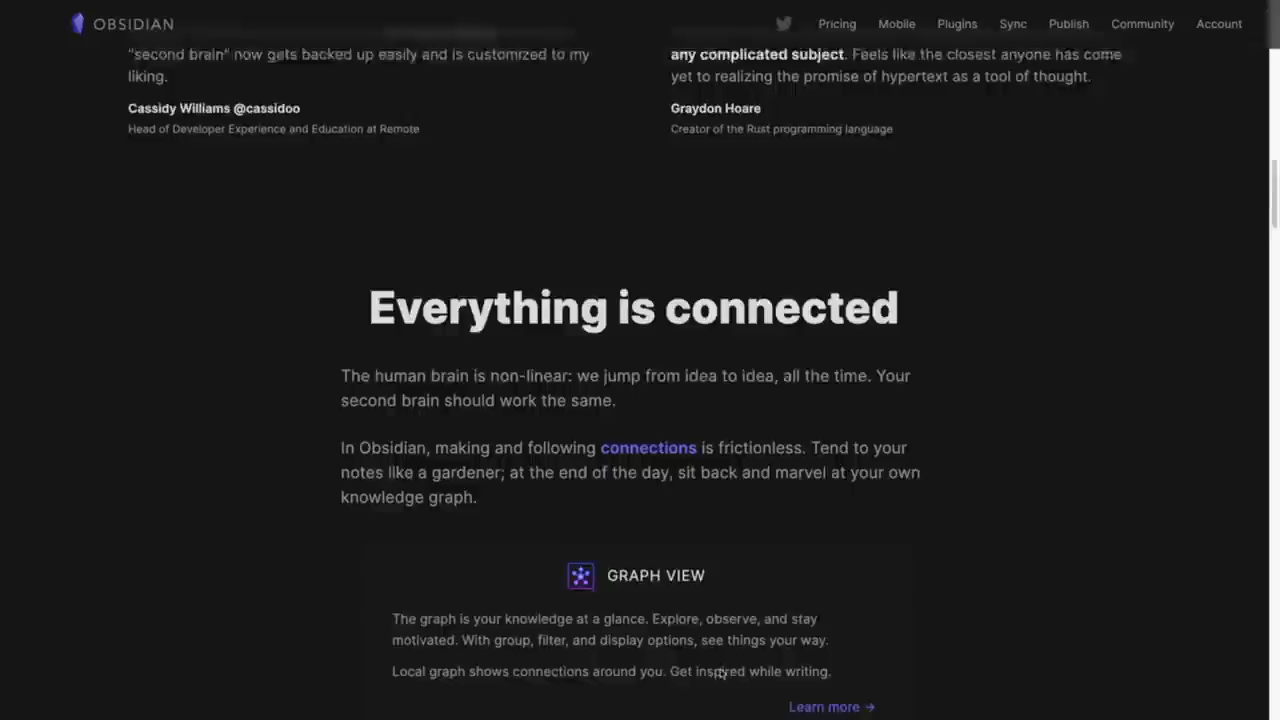 OBSIDIAN
Pricing
Mobile
Plugins
Sync
Publish
Community
Account
"second brain" now gets backed up easily and is customized to my
liking.
Cassidy Williams @cassidoo
Head of Developer Experience and Education at Remote
any complicated subject. Feels like the closest anyone has come
yet to realizing the promise of hypertext as a tool of thought.
Graydon Hoare
Creator of the Rust programming language
Everything is connected
The human brain is non-linear: we jump from idea to idea, all the time. Your
second brain should work the same.
In Obsidian, making and following connections is frictionless. Tend to your
notes like a gardener; at the end of the day, sit back and marvel at your own
knowledge graph.
GRAPH VIEW
The graph is your knowledge at a glance. Explore, observe, and stay
motivated. With group, filter, and display options, see things your way.
Local graph shows connections around you. Get inspired while writing.
Learn more →